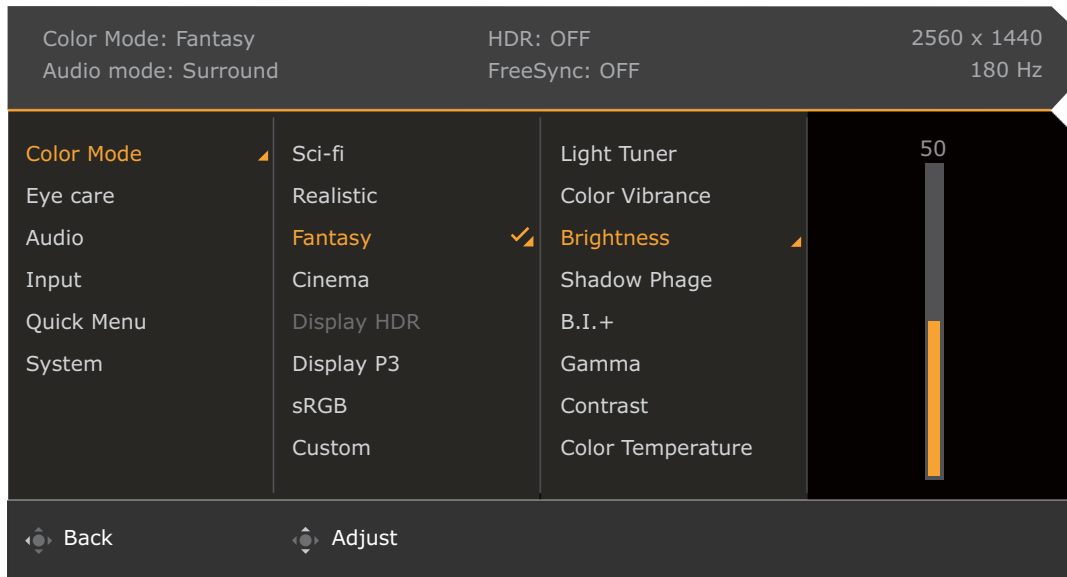 Color Mode: Fantasy
HDR: OFF
2560 x 1440
Audio mode: Surround
FreeSync: OFF
180 Hz
Color Mode
Eye care
Audio
Input
Quick Menu
System
Sci-fi
Realistic
Fantasy
Cinema
Display HDR
Display P3
sRGB
Custom
Light Tuner
Color Vibrance
Brightness
Shadow Phage
B.I.+
Gamma
Contrast
Color Temperature
50
Back
Adjust